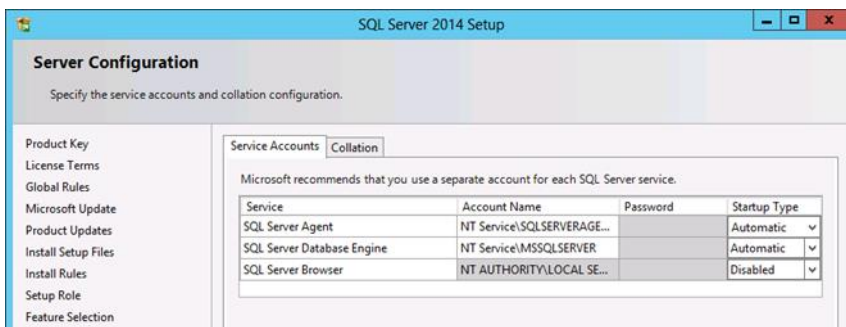 SQL Server 2014 Setup
Server Configuration
Specify the service accounts and collation configuration.
Product Key
License Terms
Global Rules
Microsoft Update
Product Updates
Install Setup Files
Install Rules
Setup Role
Feature Selection
Service Accounts Collation
Microsoft recommends that you use a separate account for each SQL Server service.
Service Account Name Password Startup Type
SQL Server Agent NT Service\SQLSERVERAGE... Automatic
SQL Server Database Engine NT Service\MSSQLSERVER Automatic
SQL Server Browser NT AUTHORITY\LOCAL SE... Disabled